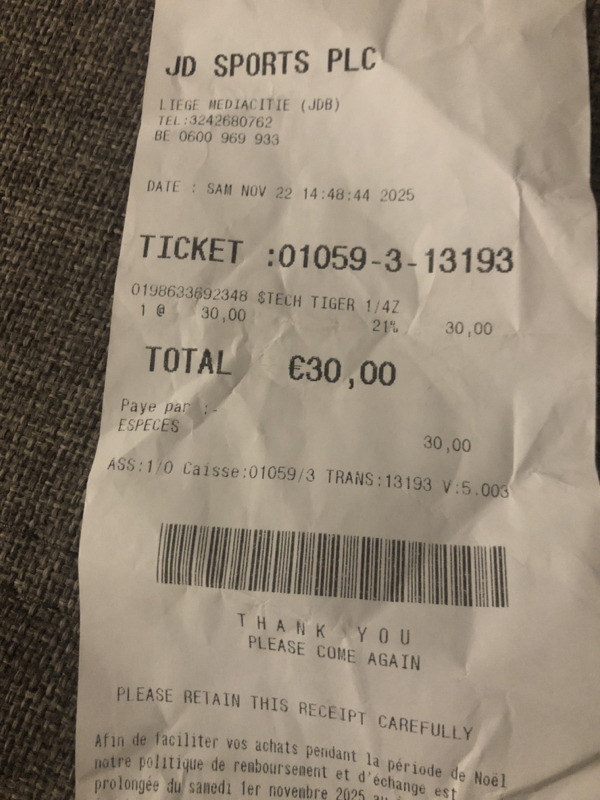 JD SPORTS PLC
LIEGE MEDIACITIE (JDB)
TEL:3242680762
BE 0600 969 933
DATE : SAM NOV 22 14:48:44 2025
TICKET :01059-3-13193
0198633692348 $TECH TIGER 1/4Z
1 @ 30,00 21% 30,00
TOTAL €30,00
Paye par :-
ESPECES 30,00
ASS:1/0 Caisse:01059/3 TRANS:13193 V:5.003
THANK YOU
PLEASE COME AGAIN
PLEASE RETAIN THIS RECEIPT CAREFULLY
Afin de faciliter vos achats pendant la période de Noël
notre politique de remboursement et d'échange est
prolongée du samedi 1er novembre 2025 au